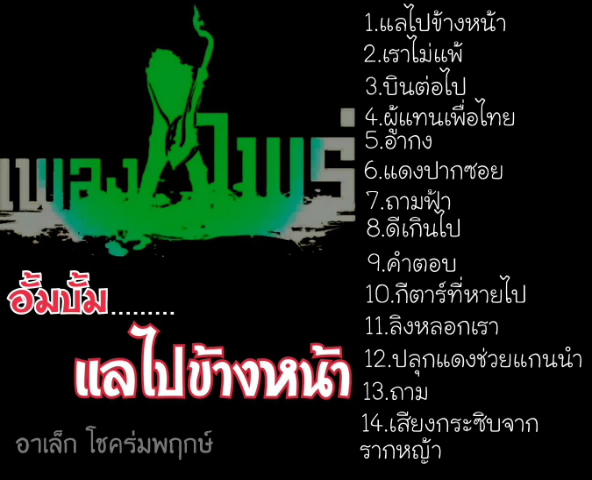 เพลงไพร่
อั้มบั้ม.........
แลไปข้างหน้า
อาเล็ก โชคร่มพฤกษ์
1.แลไปข้างหน้า
2.เราไม่แพ้
3.บินต่อไป
4.ผู้แทนเพื่อไทย
5.อากง
6.แดงปากซอย
7.ถามฟ้า
8.ดีเกินไป
9.คำตอบ
10.กีตาร์ที่หายไป
11.ลิงหลอกเรา
12.ปลุกแดงช่วยแกนนำ
13.ถาม
14.เสียงกระซิบจาก
รากหญ้า